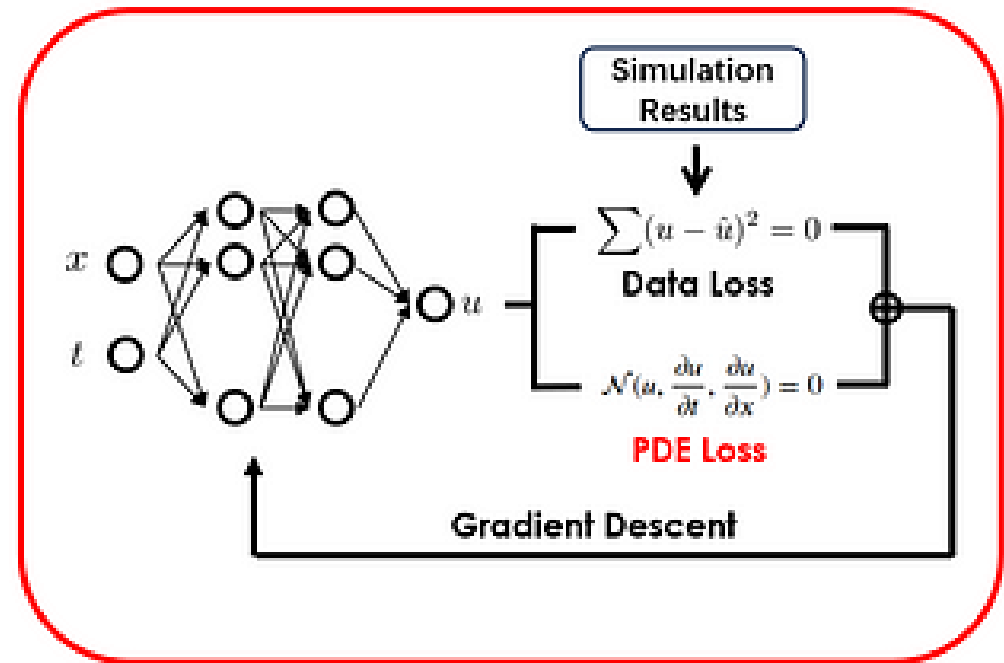 Simulation
Results
x
t
u
∑(u − û)² = 0
Data Loss
𝒩(u, ∂u/∂t, ∂u/∂x) = 0
PDE Loss
Gradient Descent